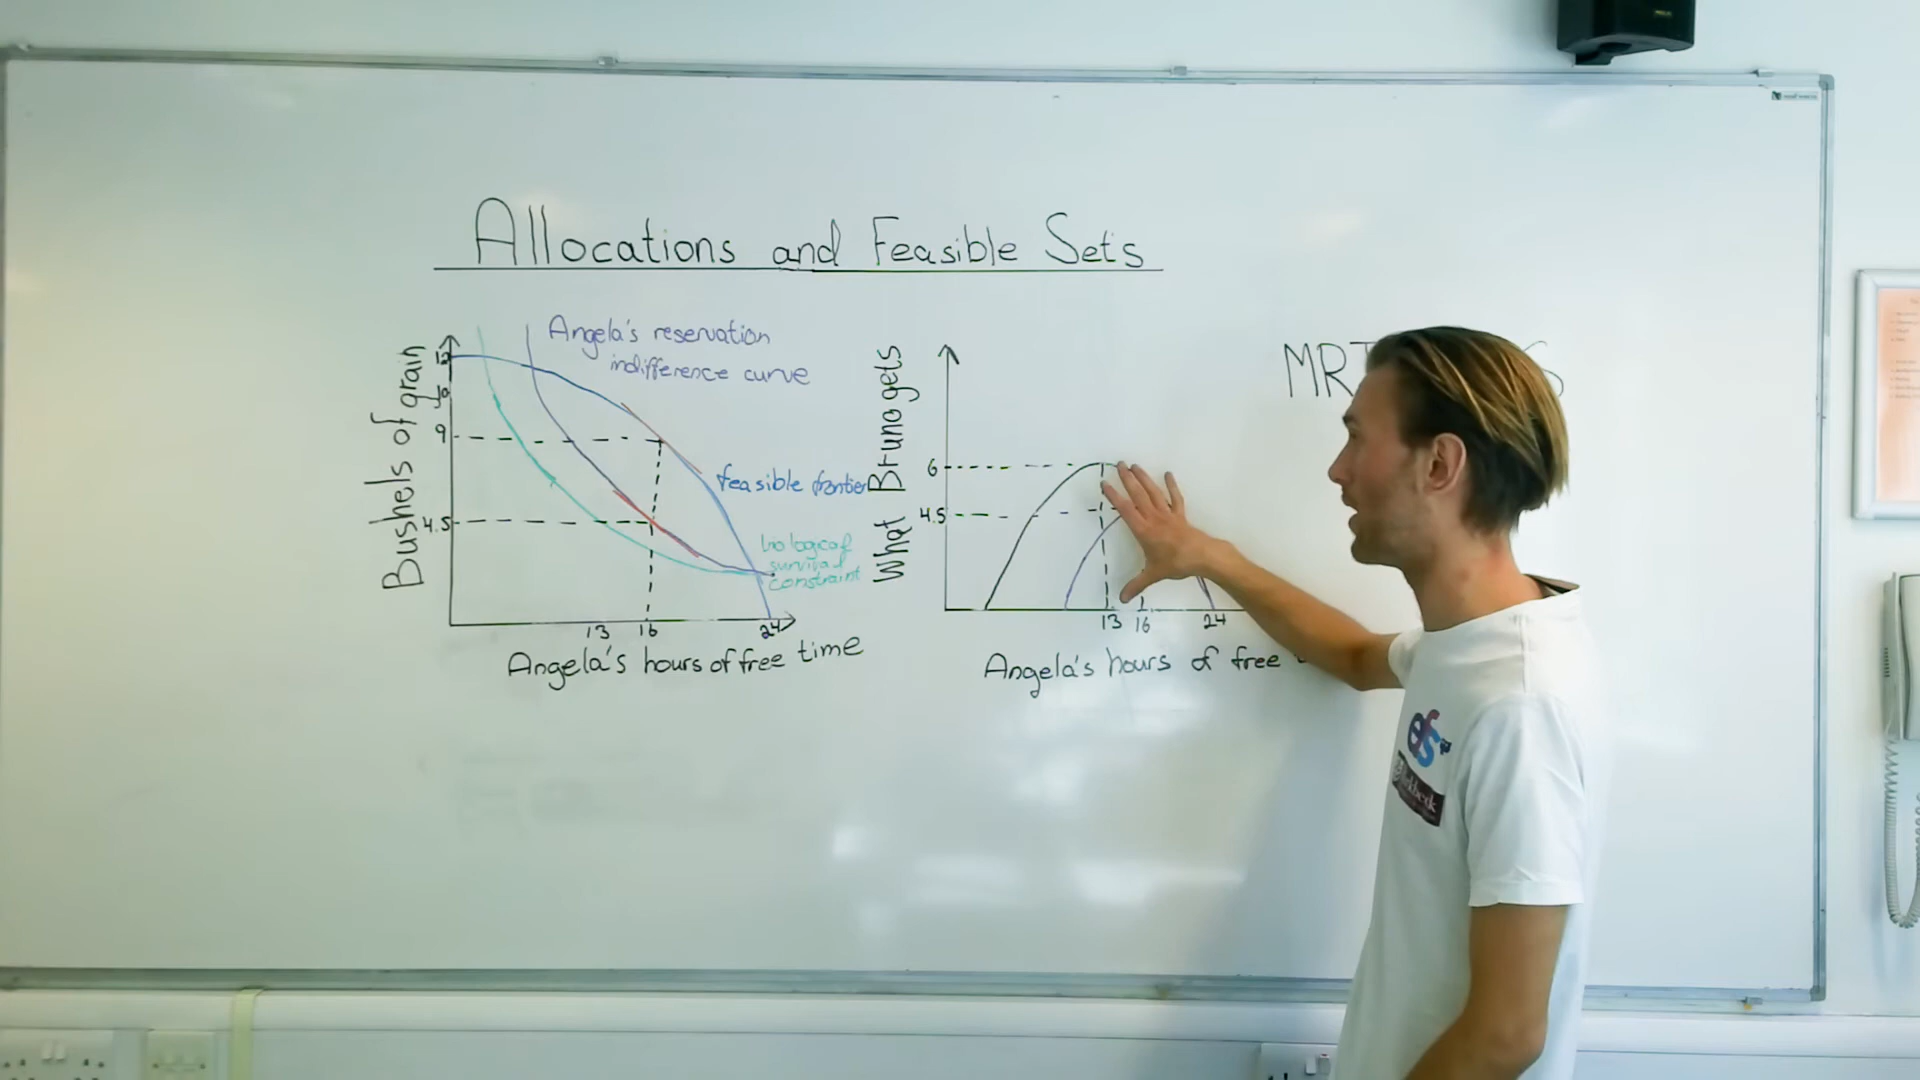 Allocations and Feasible Sets
Angela's reservation
indifference curve
Bushels of grain
12
10
9
4.5
feasible frontier
biological
survival
constraint
13 16 24
Angela's hours of free time
What Bruno gets
6
4.5
13 16 24
Angela's hours of free
MR